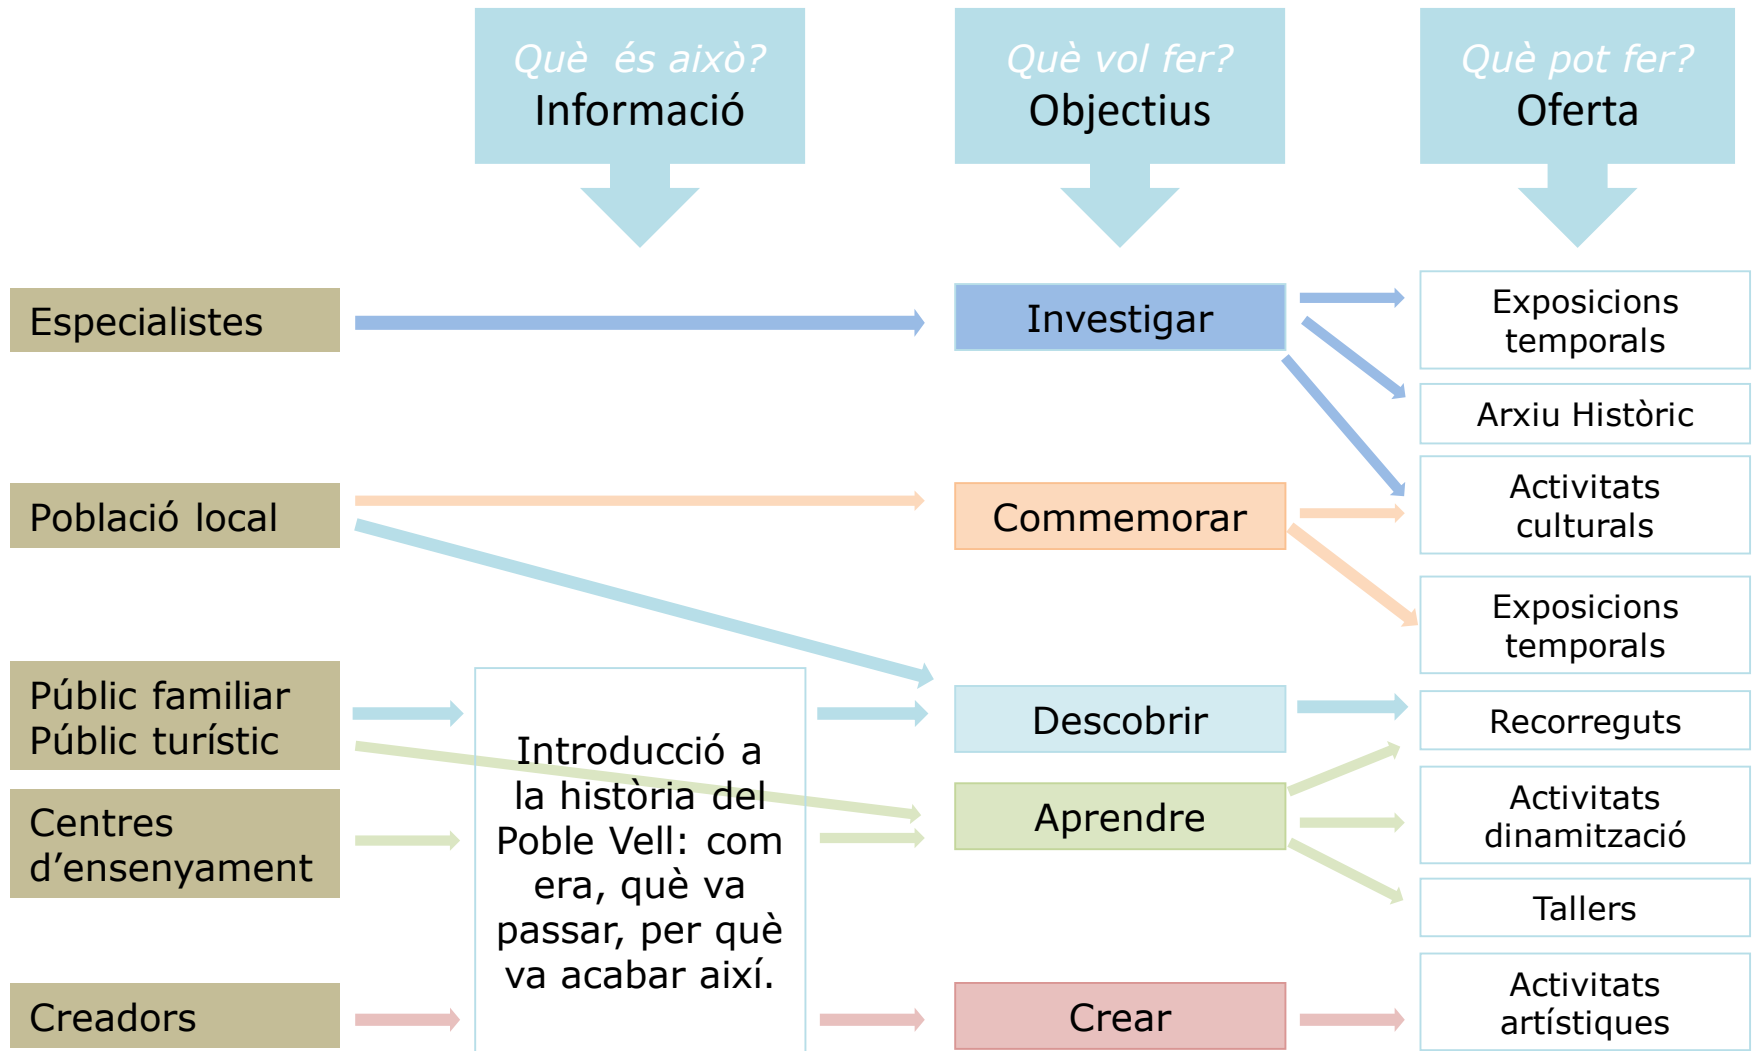 Què és això?
Informació
Què vol fer?
Objectius
Què pot fer?
Oferta
Especialistes
Investigar
Exposicions
temporals
Arxiu Històric
Població local
Commemorar
Activitats
culturals
Exposicions
temporals
Públic familiar
Públic turístic
Introducció a
la història del
Poble Vell: com
era, què va
passar, per què
va acabar així.
Descobrir
Recorreguts
Centres
d’ensenyament
Aprendre
Activitats
dinamització
Tallers
Creadors
Crear
Activitats
artístiques